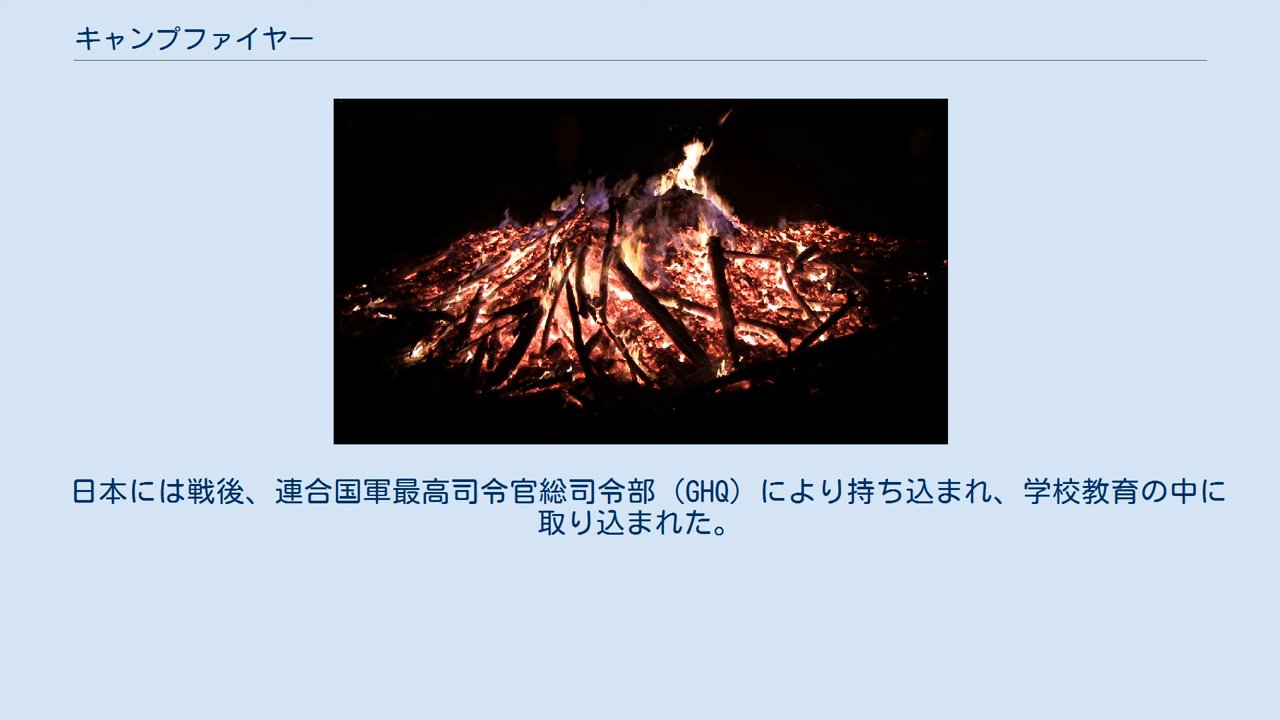 キャンプファイヤー
日本には戦後、連合国軍最高司令官総司令部（GHQ）により持ち込まれ、学校教育の中に
取り込まれた。